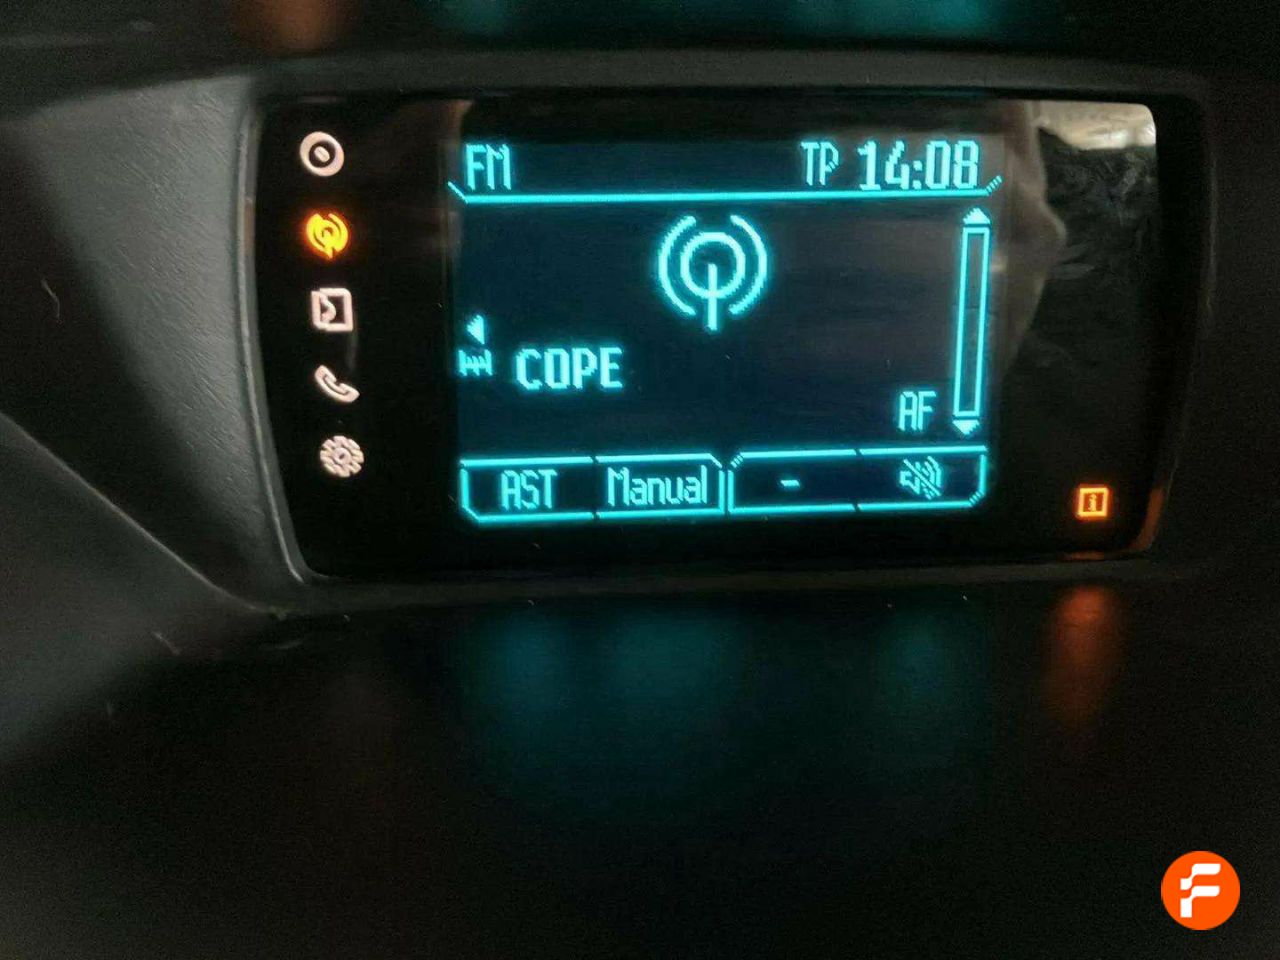 FM TP 14:08
COPE
AF
AST Manual -
i
F